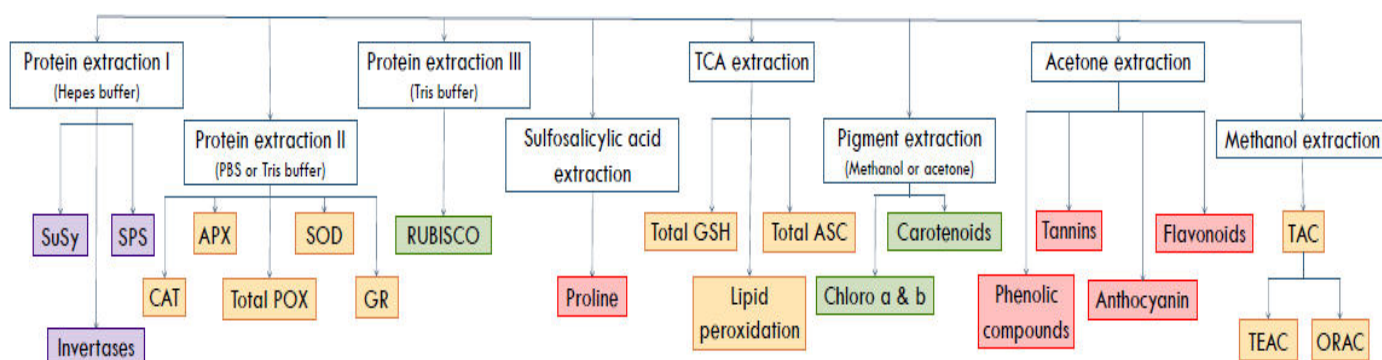 Protein extraction I
(Hepes buffer)
Protein extraction III
(Tris buffer)
TCA extraction
Acetone extraction
Protein extraction II
(PBS or Tris buffer)
Sulfosalicylic acid
extraction
Pigment extraction
(Methanol or acetone)
Methanol extraction
SuSy
SPS
APX
SOD
RUBISCO
Total GSH
Total ASC
Carotenoids
Tannins
Flavonoids
TAC
CAT
Total POX
GR
Proline
Lipid
peroxidation
Chloro a & b
Phenolic
compounds
Anthocyanin
Invertases
TEAC
ORAC